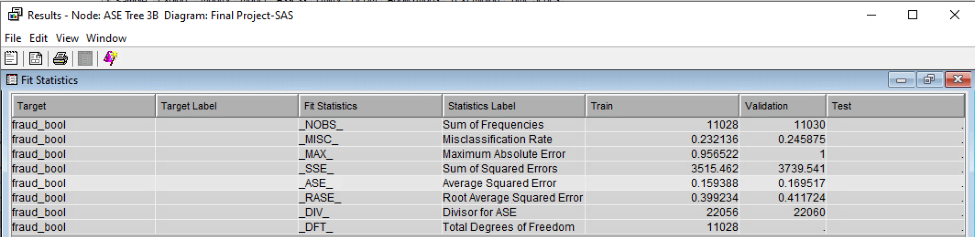 Results - Node: ASE Tree 3B Diagram: Final Project-SAS
File Edit View Window
Fit Statistics
Target Target Label Fit Statistics Statistics Label Train Validation Test
fraud_bool _NOBS_ Sum of Frequencies 11028 11030 .
fraud_bool _MISC_ Misclassification Rate 0.232136 0.245875 .
fraud_bool _MAX_ Maximum Absolute Error 0.956522 1 .
fraud_bool _SSE_ Sum of Squared Errors 3515.462 3739.541 .
fraud_bool _ASE_ Average Squared Error 0.159388 0.169517 .
fraud_bool _RASE_ Root Average Squared Error 0.399234 0.411724 .
fraud_bool _DIV_ Divisor for ASE 22056 22060 .
fraud_bool _DFT_ Total Degrees of Freedom 11028 . .